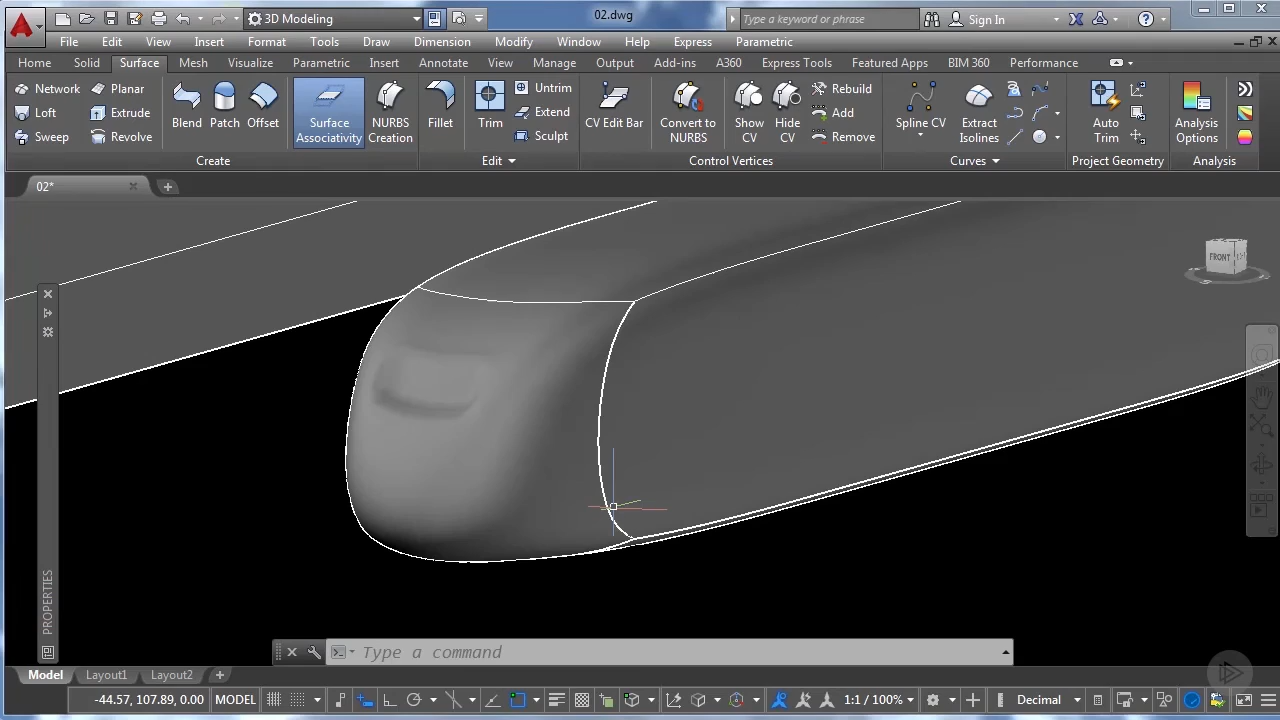 3D Modeling 02.dwg Type a keyword or phrase Sign In
File Edit View Insert Format Tools Draw Dimension Modify Window Help Express Parametric
Home Solid Surface Mesh Visualize Parametric Insert Annotate View Manage Output Add-ins A360 Express Tools Featured Apps BIM 360 Performance
Network Planar Untrim Rebuild
Loft Extrude Extend Add
Sweep Revolve Sculpt Remove
Blend Patch Offset Surface Associativity NURBS Creation Fillet Trim CV Edit Bar Convert to NURBS Show CV Hide CV Spline CV Extract Isolines Auto Trim Analysis Options
Create Edit Control Vertices Curves Project Geometry Analysis
02*
FRONT
PROPERTIES
Type a command
Model Layout1 Layout2
-44.57, 107.89, 0.00 MODEL 1:1 / 100% Decimal